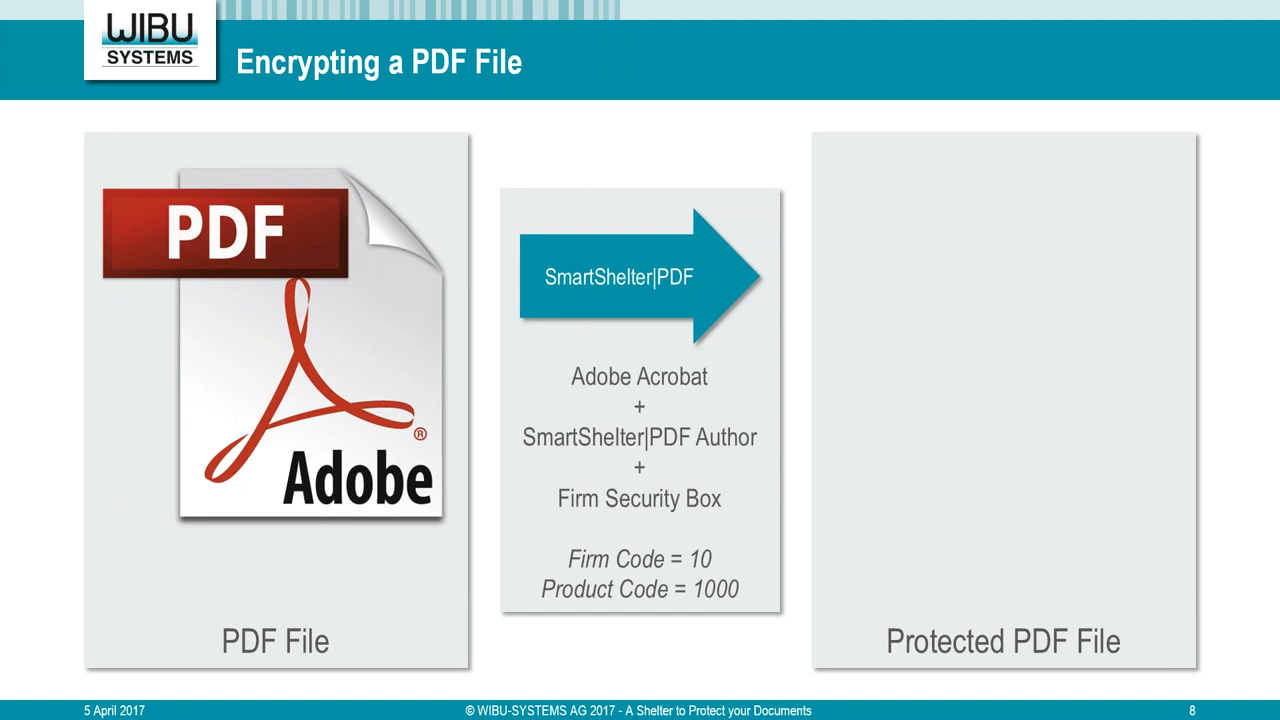 WIBU
SYSTEMS
Encrypting a PDF File
PDF
Adobe
®
PDF File
SmartShelter|PDF
Adobe Acrobat
+
SmartShelter|PDF Author
+
Firm Security Box
Firm Code = 10
Product Code = 1000
Protected PDF File
5 April 2017
© WIBU-SYSTEMS AG 2017 - A Shelter to Protect your Documents
8